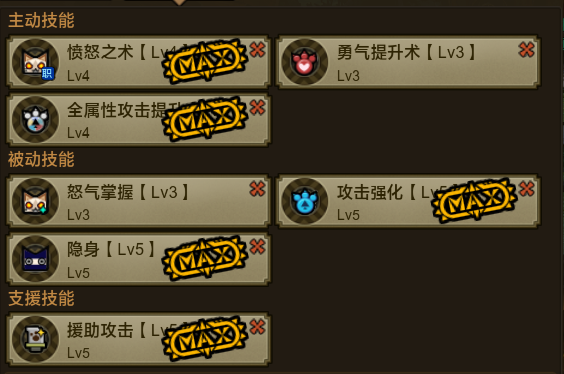 主动技能
愤怒之术【Lv4
Lv4
职
MAX
勇气提升术【Lv3】
Lv3
全属性攻击提升
Lv4
MAX
被动技能
怒气掌握【Lv3】
Lv3
攻击强化【Lv5
Lv5
MAX
隐身【Lv5】
Lv5
MAX
支援技能
援助攻击【Lv5
Lv5
MAX